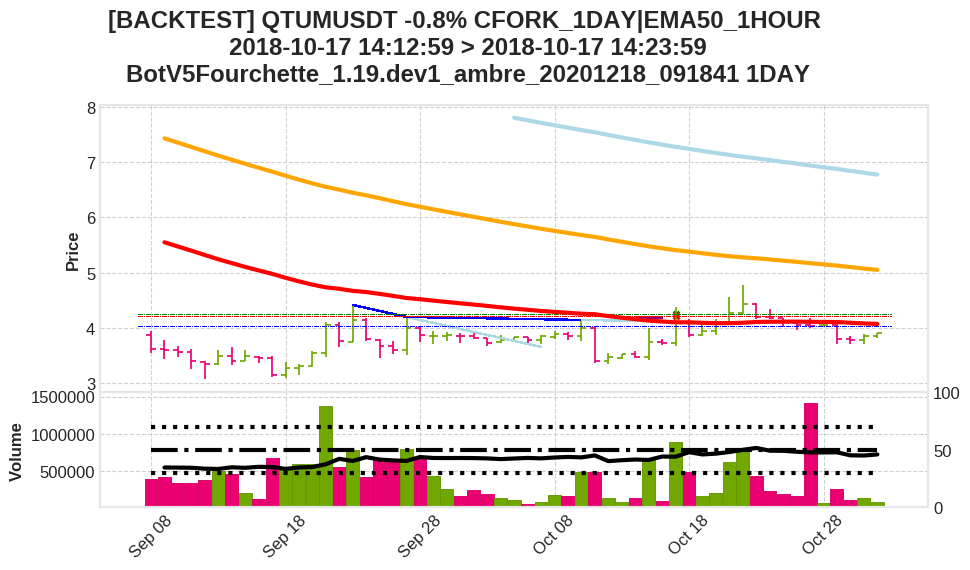 [BACKTEST] QTUMUSDT -0.8% CFORK_1DAY|EMA50_1HOUR
2018-10-17 14:12:59 > 2018-10-17 14:23:59
BotV5Fourchette_1.19.dev1_ambre_20201218_091841 1DAY
8
7
6
5
4
3
Price
1500000
1000000
500000
Volume
100
50
0
Sep 08
Sep 18
Sep 28
Oct 08
Oct 18
Oct 28